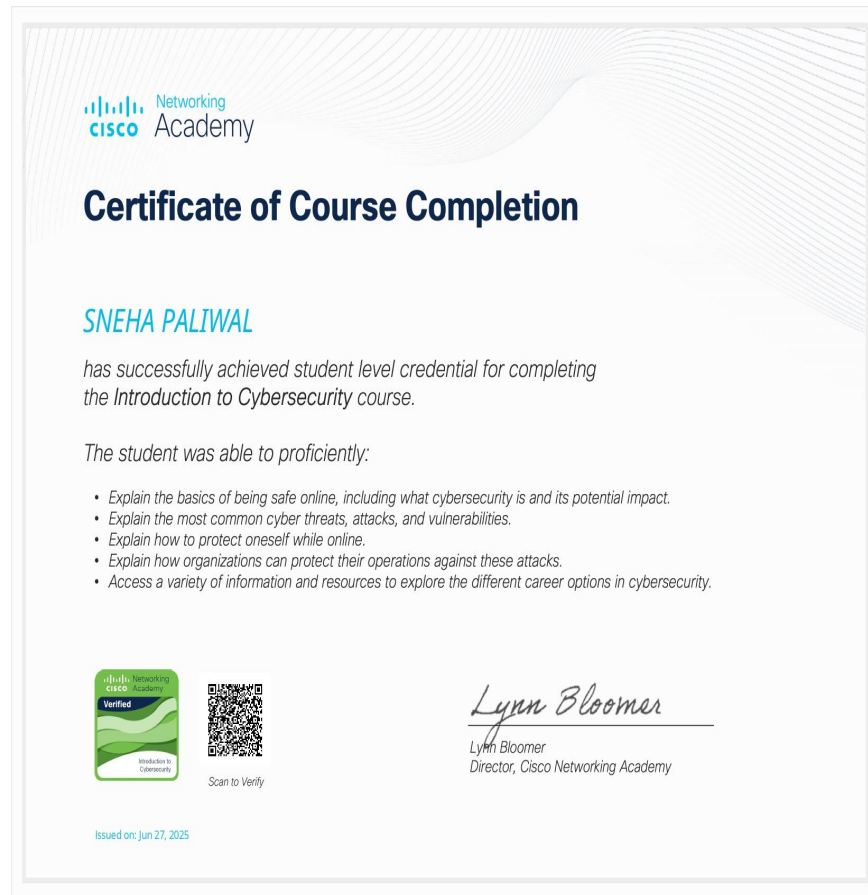 Networking
CISCO Academy
Certificate of Course Completion
SNEHA PALIWAL
has successfully achieved student level credential for completing
the Introduction to Cybersecurity course.
The student was able to proficiently:
• Explain the basics of being safe online, including what cybersecurity is and its potential impact.
• Explain the most common cyber threats, attacks, and vulnerabilities.
• Explain how to protect oneself while online.
• Explain how organizations can protect their operations against these attacks.
• Access a variety of information and resources to explore the different career options in cybersecurity.
Networking
CISCO Academy
Verified
Introduction to
Cybersecurity
Scan to Verify
Lynn Bloomer
Lynn Bloomer
Director, Cisco Networking Academy
Issued on: Jun 27, 2025